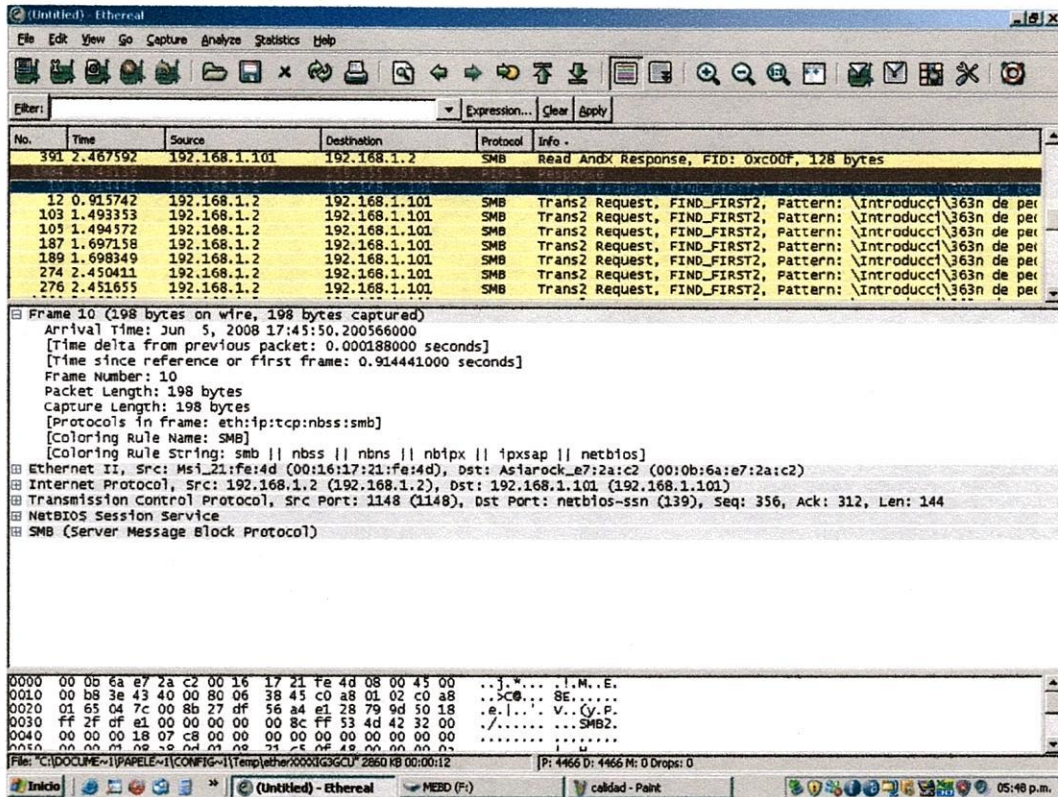 (Untitled) - Ethereal
File Edit View Go Capture Analyze Statistics Help
Filter: Expression... Clear Apply
No. Time Source Destination Protocol Info
391 2.467592 192.168.1.101 192.168.1.2 SMB Read AndX Response, FID: 0xc00f, 128 bytes
12 0.915742 192.168.1.2 192.168.1.101 SMB Trans2 Request, FIND_FIRST2, Pattern: \Introducci\363n de pe
103 1.493353 192.168.1.2 192.168.1.101 SMB Trans2 Request, FIND_FIRST2, Pattern: \Introducci\363n de pe
105 1.494572 192.168.1.2 192.168.1.101 SMB Trans2 Request, FIND_FIRST2, Pattern: \Introducci\363n de pe
187 1.697158 192.168.1.2 192.168.1.101 SMB Trans2 Request, FIND_FIRST2, Pattern: \Introducci\363n de pe
189 1.698349 192.168.1.2 192.168.1.101 SMB Trans2 Request, FIND_FIRST2, Pattern: \Introducci\363n de pe
274 2.450411 192.168.1.2 192.168.1.101 SMB Trans2 Request, FIND_FIRST2, Pattern: \Introducci\363n de pe
276 2.451655 192.168.1.2 192.168.1.101 SMB Trans2 Request, FIND_FIRST2, Pattern: \Introducci\363n de pe
Frame 10 (198 bytes on wire, 198 bytes captured)
Arrival Time: Jun 5, 2008 17:45:50.200566000
[Time delta from previous packet: 0.000188000 seconds]
[Time since reference or first frame: 0.914441000 seconds]
Frame Number: 10
Packet Length: 198 bytes
Capture Length: 198 bytes
[Protocols in frame: eth:ip:tcp:nbss:smb]
[Coloring Rule Name: SMB]
[Coloring Rule String: smb || nbss || nbns || nbipx || ipxsap || netbios]
Ethernet II, Src: Msi_21:fe:4d (00:16:17:21:fe:4d), Dst: Asiarock_e7:2a:c2 (00:0b:6a:e7:2a:c2)
Internet Protocol, Src: 192.168.1.2 (192.168.1.2), Dst: 192.168.1.101 (192.168.1.101)
Transmission Control Protocol, Src Port: 1148 (1148), Dst Port: netbios-ssn (139), Seq: 356, Ack: 312, Len: 144
NetBIOS Session Service
SMB (Server Message Block Protocol)
0000 00 0b 6a e7 2a c2 00 16 17 21 fe 4d 08 00 45 00 ..j.*... .!.M..E.
0010 00 b8 3e 43 40 00 80 06 38 45 c0 a8 01 02 c0 a8 ..>C@... 8E......
0020 01 65 04 7c 00 8b 27 df 56 a4 e1 28 79 9d 50 18 .e.|..'. V..(y.P.
0030 ff 2f df e1 00 00 00 00 00 8c ff 53 4d 42 32 00 ./...... ...SMB2.
0040 00 00 00 18 07 c8 00 00 00 00 00 00 00 00 00 00 ........ ........
File: "C:\DOCUME~1\PAPELE~1\CONFIG~1\Temp\etherXXXXIG3GCU" 2860 KB 00:00:12 P: 4466 D: 4466 M: 0 Drops: 0
Inicio (Untitled) - Ethereal MEBD (F:) calidad - Paint 05:48 p.m.